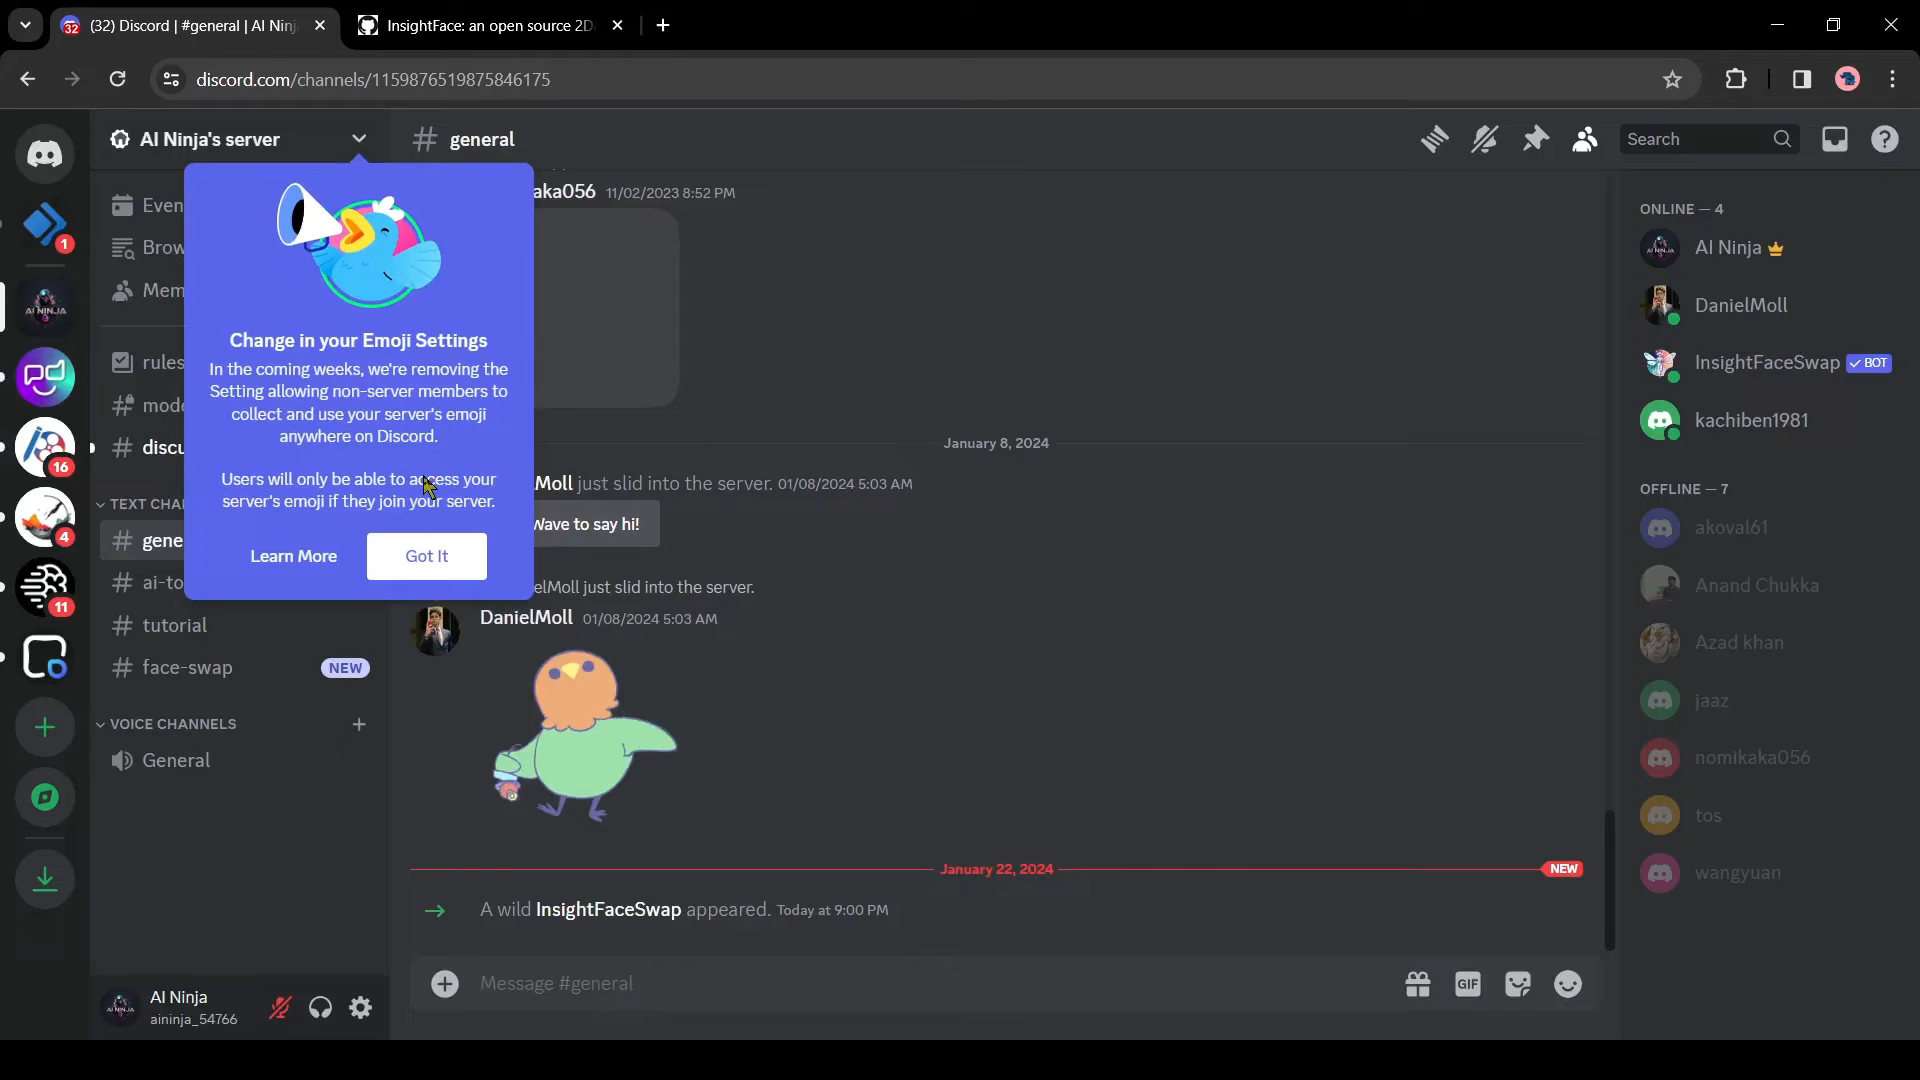 32
(32) Discord | #general | AI Ninj
InsightFace: an open source 2D
discord.com/channels/1159876519875846175
AI Ninja's server
general
Search
Even
Brow
Mem
rules
mode
discu
TEXT CHA
gene
ai-to
tutorial
face-swap
NEW
VOICE CHANNELS
General
1
AI NINJA
16
4
11
Change in your Emoji Settings
In the coming weeks, we're removing the
Setting allowing non-server members to
collect and use your server's emoji
anywhere on Discord.
Users will only be able to access your
server's emoji if they join your server.
Learn More
Got It
aka056 11/02/2023 8:52 PM
January 8, 2024
Moll just slid into the server. 01/08/2024 5:03 AM
Wave to say hi!
elMoll just slid into the server.
DanielMoll 01/08/2024 5:03 AM
January 22, 2024
NEW
A wild InsightFaceSwap appeared. Today at 9:00 PM
Message #general
GIF
AI Ninja
aininja_54766
ONLINE — 4
AI Ninja
DanielMoll
InsightFaceSwap BOT
kachiben1981
OFFLINE — 7
akoval61
Anand Chukka
Azad khan
jaaz
nomikaka056
tos
wangyuan